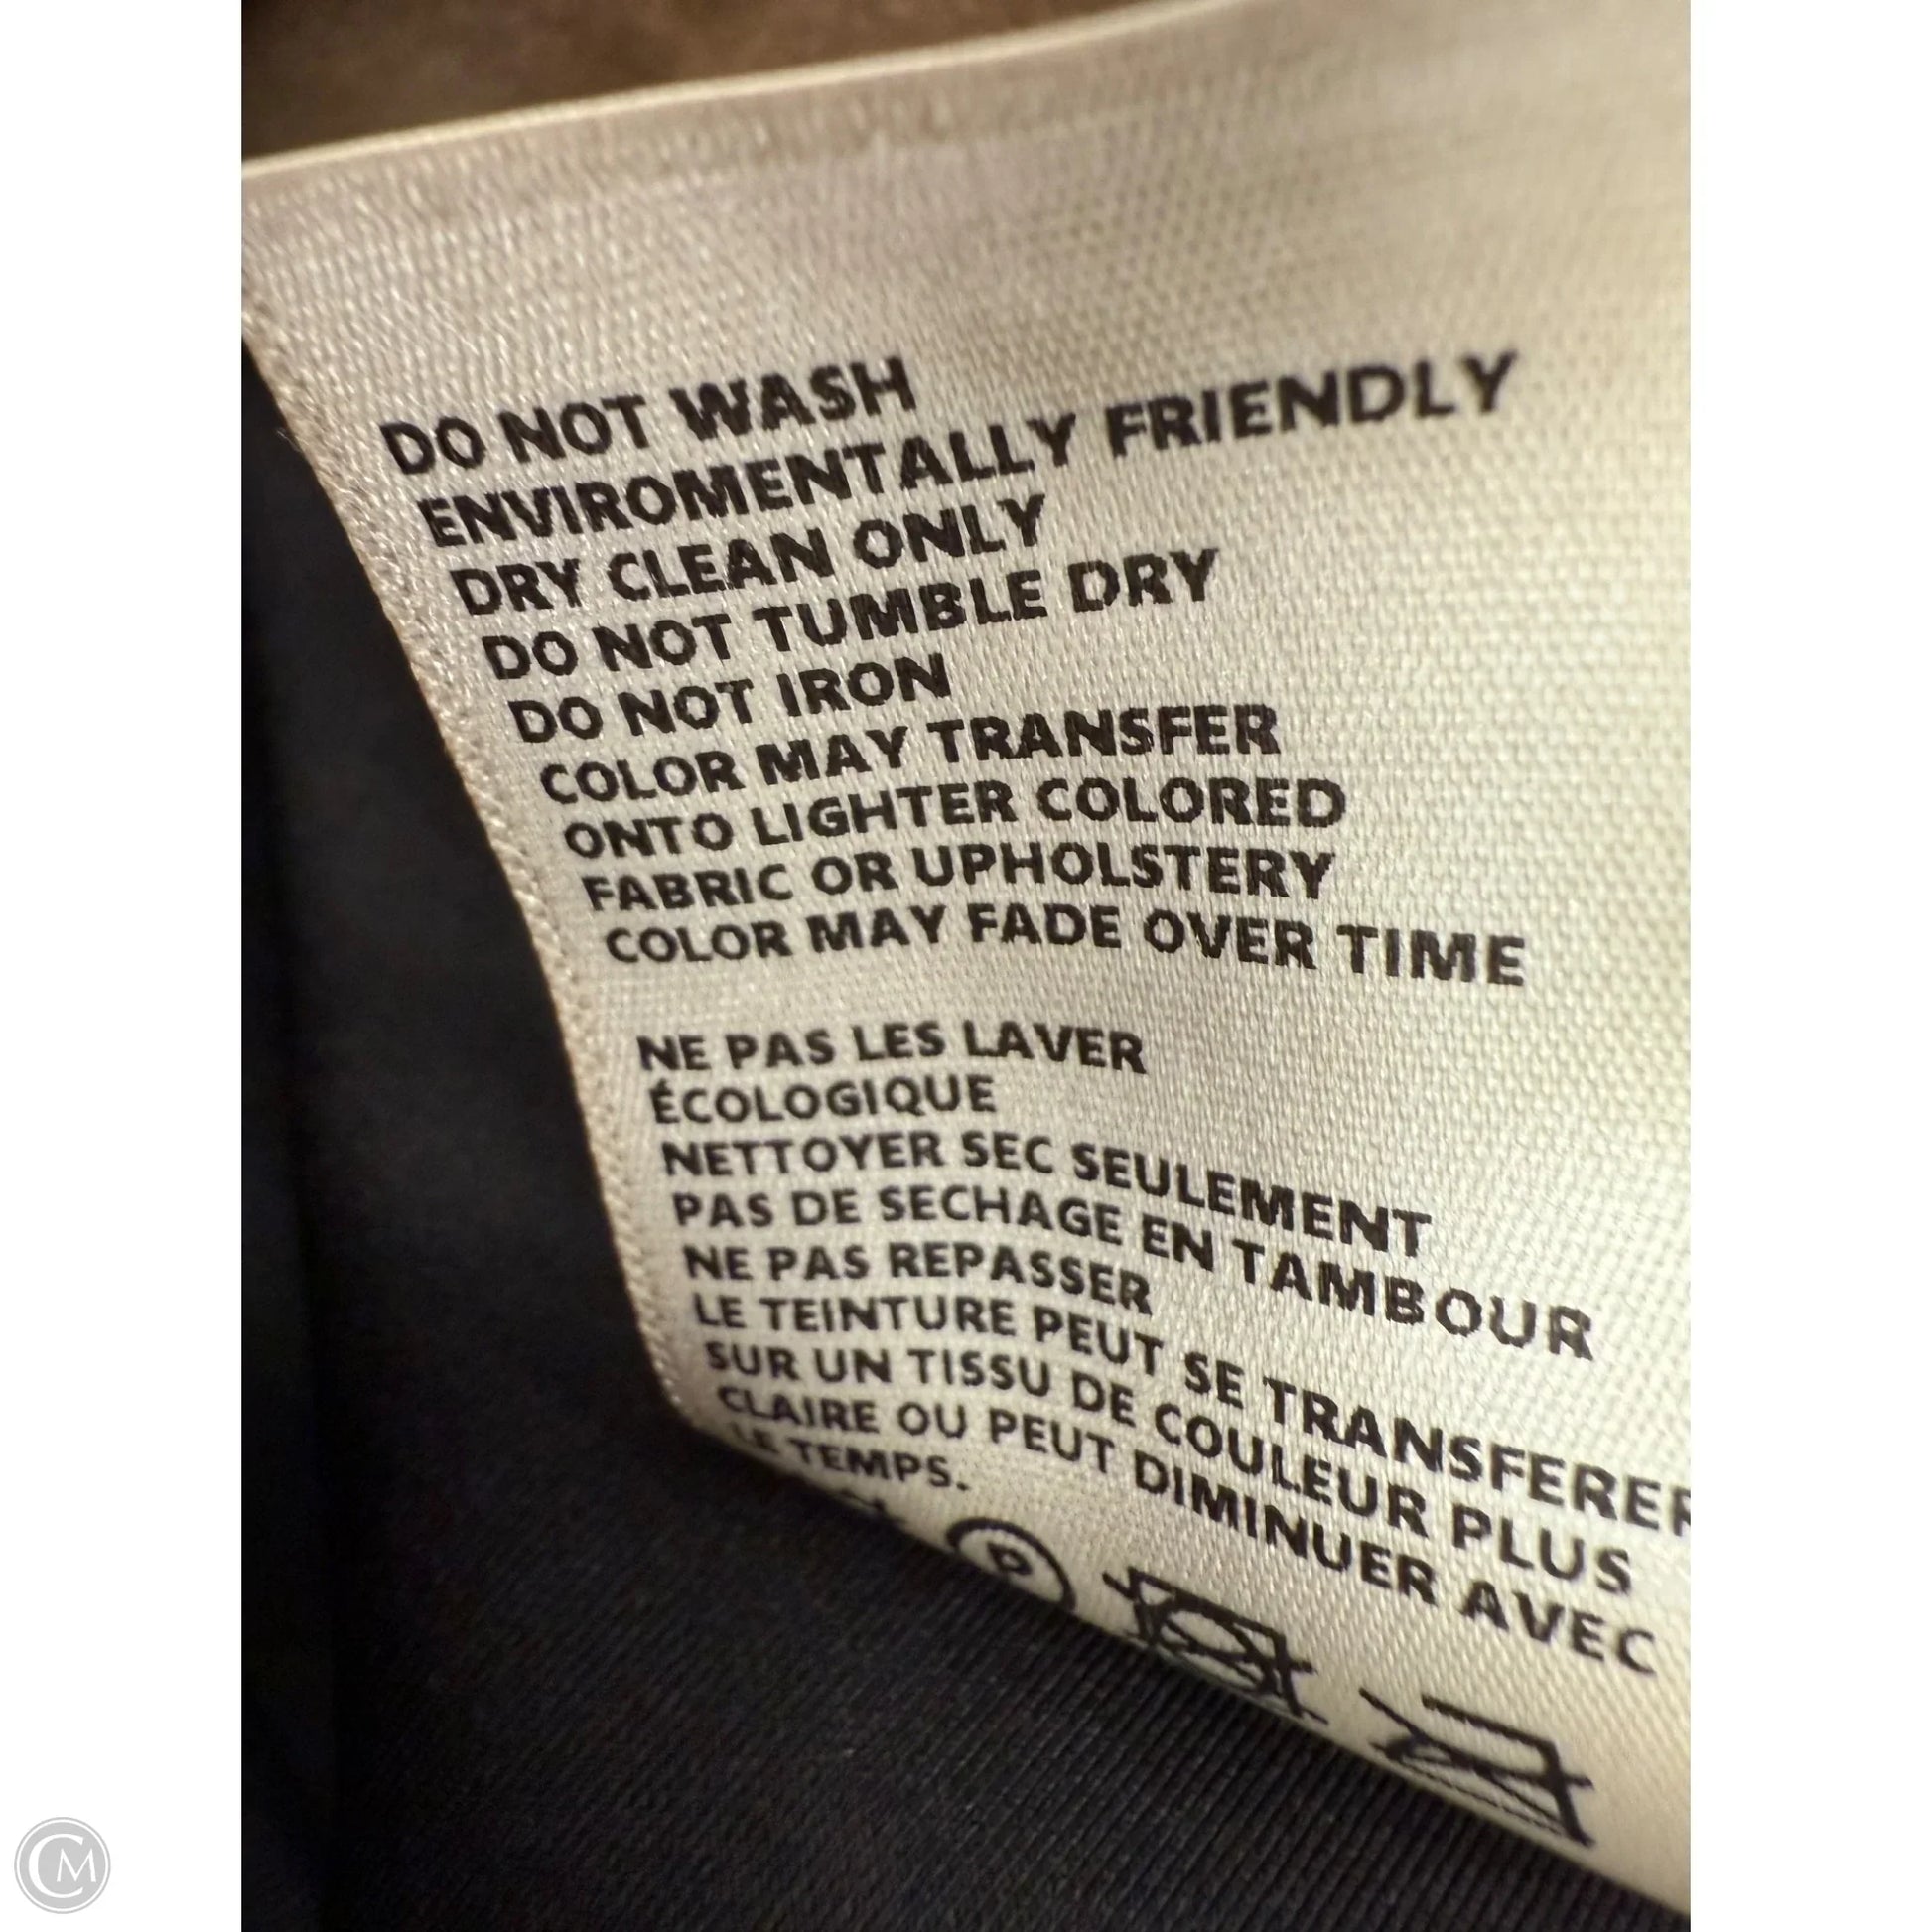 DO NOT WASH
ENVIROMENTALLY FRIENDLY
DRY CLEAN ONLY
DO NOT TUMBLE DRY
DO NOT IRON
COLOR MAY TRANSFER
ONTO LIGHTER COLORED
FABRIC OR UPHOLSTERY
COLOR MAY FADE OVER TIME
NE PAS LES LAVER
ÉCOLOGIQUE
NETTOYER SEC SEULEMENT
PAS DE SECHAGE EN TAMBOUR
NE PAS REPASSER
LE TEINTURE PEUT SE TRANSFERER
SUR UN TISSU DE COULEUR PLUS
CLAIRE OU PEUT DIMINUER AVEC
LE TEMPS.
P
CM